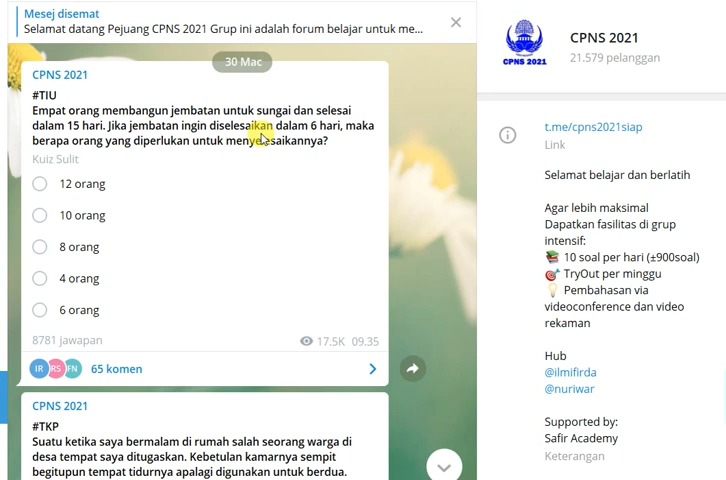 Mesej disemat
Selamat datang Pejuang CPNS 2021 Grup ini adalah forum belajar untuk me...
30 Mac
CPNS 2021
#TIU
Empat orang membangun jembatan untuk sungai dan selesai
dalam 15 hari. Jika jembatan ingin diselesaikan dalam 6 hari, maka
berapa orang yang diperlukan untuk menyelesaikannya?
Kuiz Sulit
12 orang
10 orang
8 orang
4 orang
6 orang
8781 jawapan
17.5K 09.35
IR RS FN 65 komen
CPNS 2021
#TKP
Suatu ketika saya bermalam di rumah salah seorang warga di
desa tempat saya ditugaskan. Kebetulan kamarnya sempit
begitupun tempat tidurnya apalagi digunakan untuk berdua.
CPNS 2021
CPNS 2021
21.579 pelanggan
t.me/cpns2021siap
Link
Selamat belajar dan berlatih
Agar lebih maksimal
Dapatkan fasilitas di grup
intensif:
10 soal per hari (±900soal)
TryOut per minggu
Pembahasan via
videoconference dan video
rekaman
Hub
@ilmifirda
@nuriwar
Supported by:
Safir Academy
Keterangan